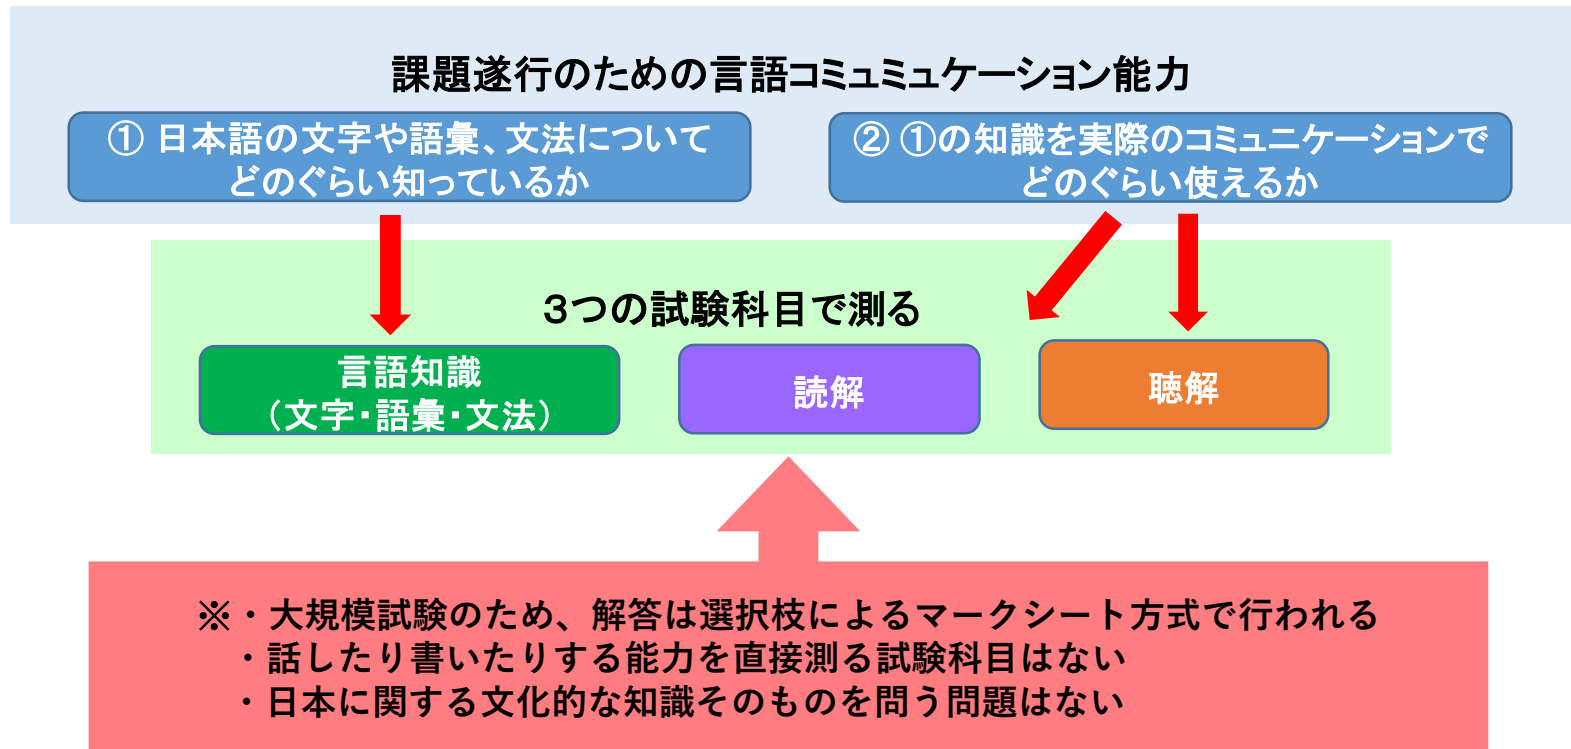 課題遂行のための言語コミュミュケーション能力
① 日本語の文字や語彙、文法について
どのぐらい知っているか
② ①の知識を実際のコミュニケーションで
どのぐらい使えるか
３つの試験科目で測る
言語知識
（文字・語彙・文法）
読解
聴解
※・大規模試験のため、解答は選択枝によるマークシート方式で行われる
・話したり書いたりする能力を直接測る試験科目はない
・日本に関する文化的な知識そのものを問う問題はない